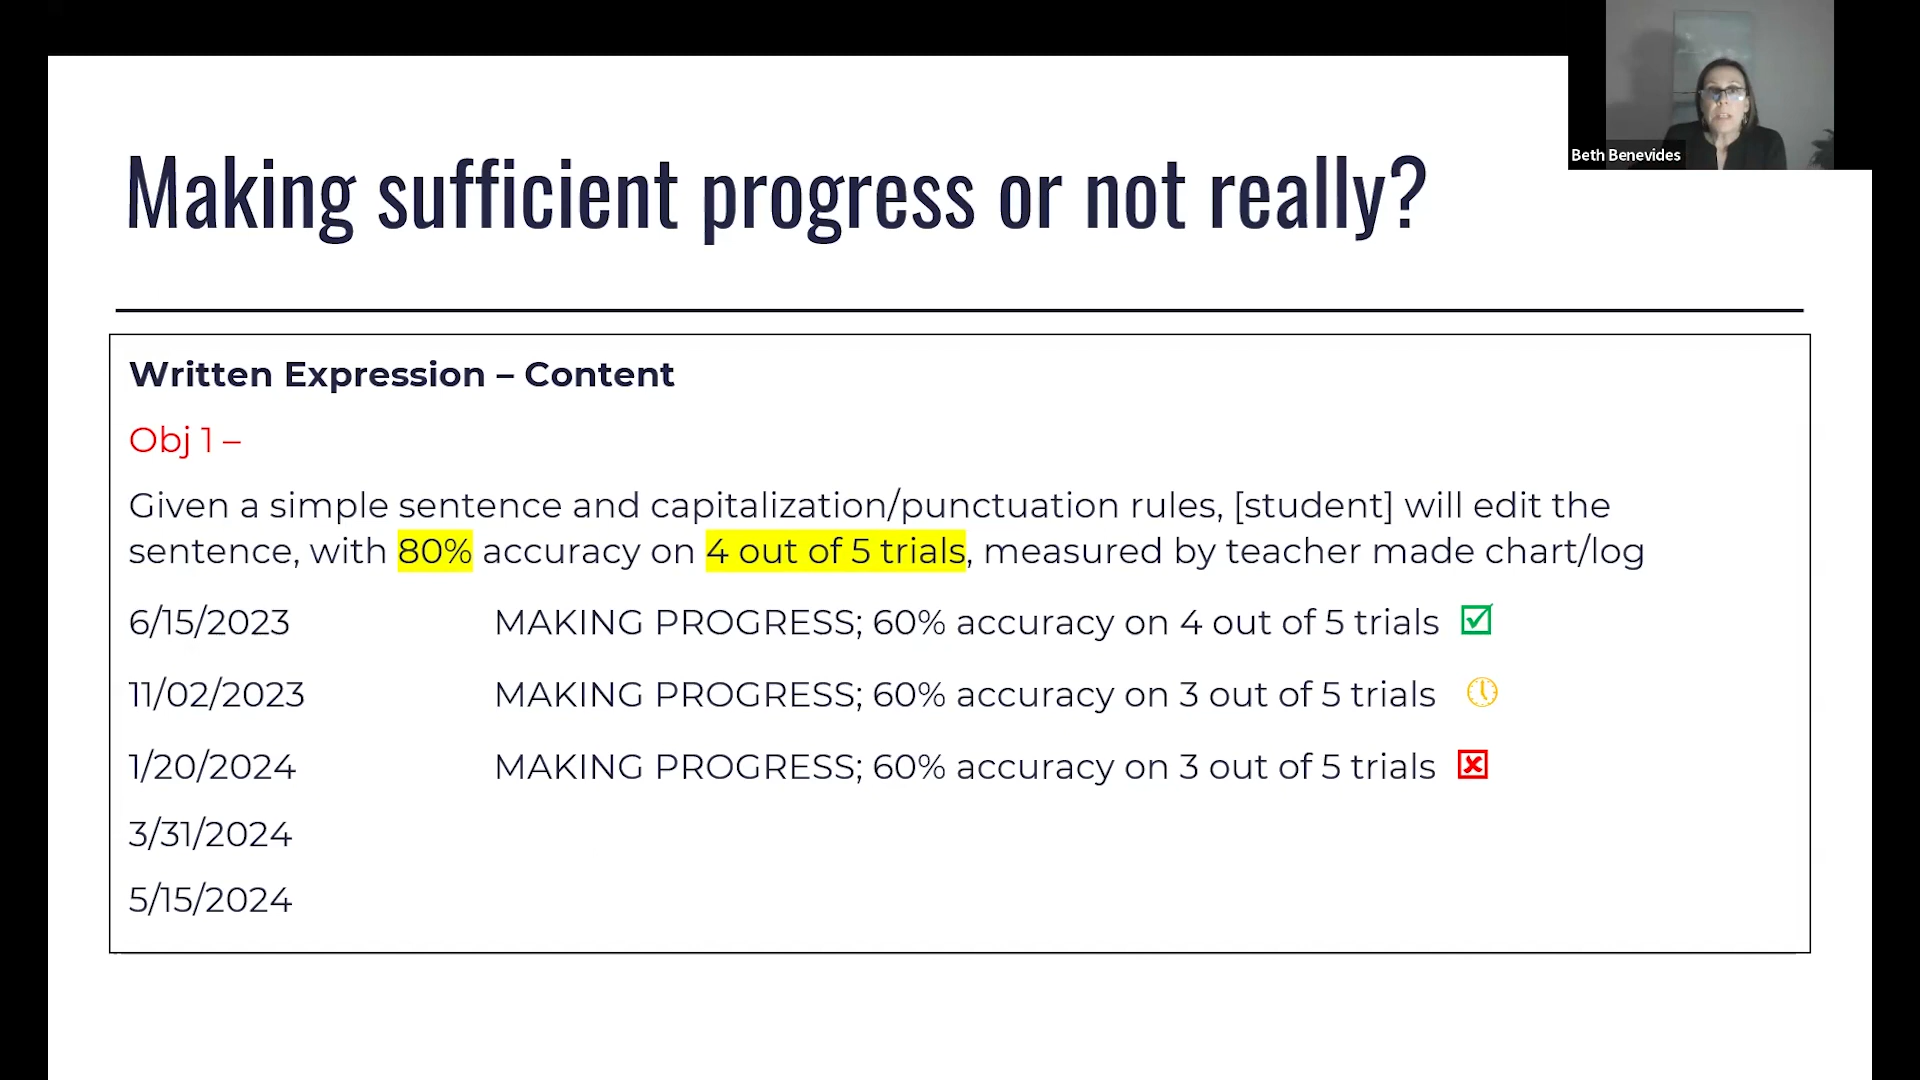 Beth Benevides
Making sufficient progress or not really?
Written Expression – Content
Obj 1 –
Given a simple sentence and capitalization/punctuation rules, [student] will edit the
sentence, with 80% accuracy on 4 out of 5 trials, measured by teacher made chart/log
6/15/2023 MAKING PROGRESS; 60% accuracy on 4 out of 5 trials
11/02/2023 MAKING PROGRESS; 60% accuracy on 3 out of 5 trials
1/20/2024 MAKING PROGRESS; 60% accuracy on 3 out of 5 trials
3/31/2024
5/15/2024